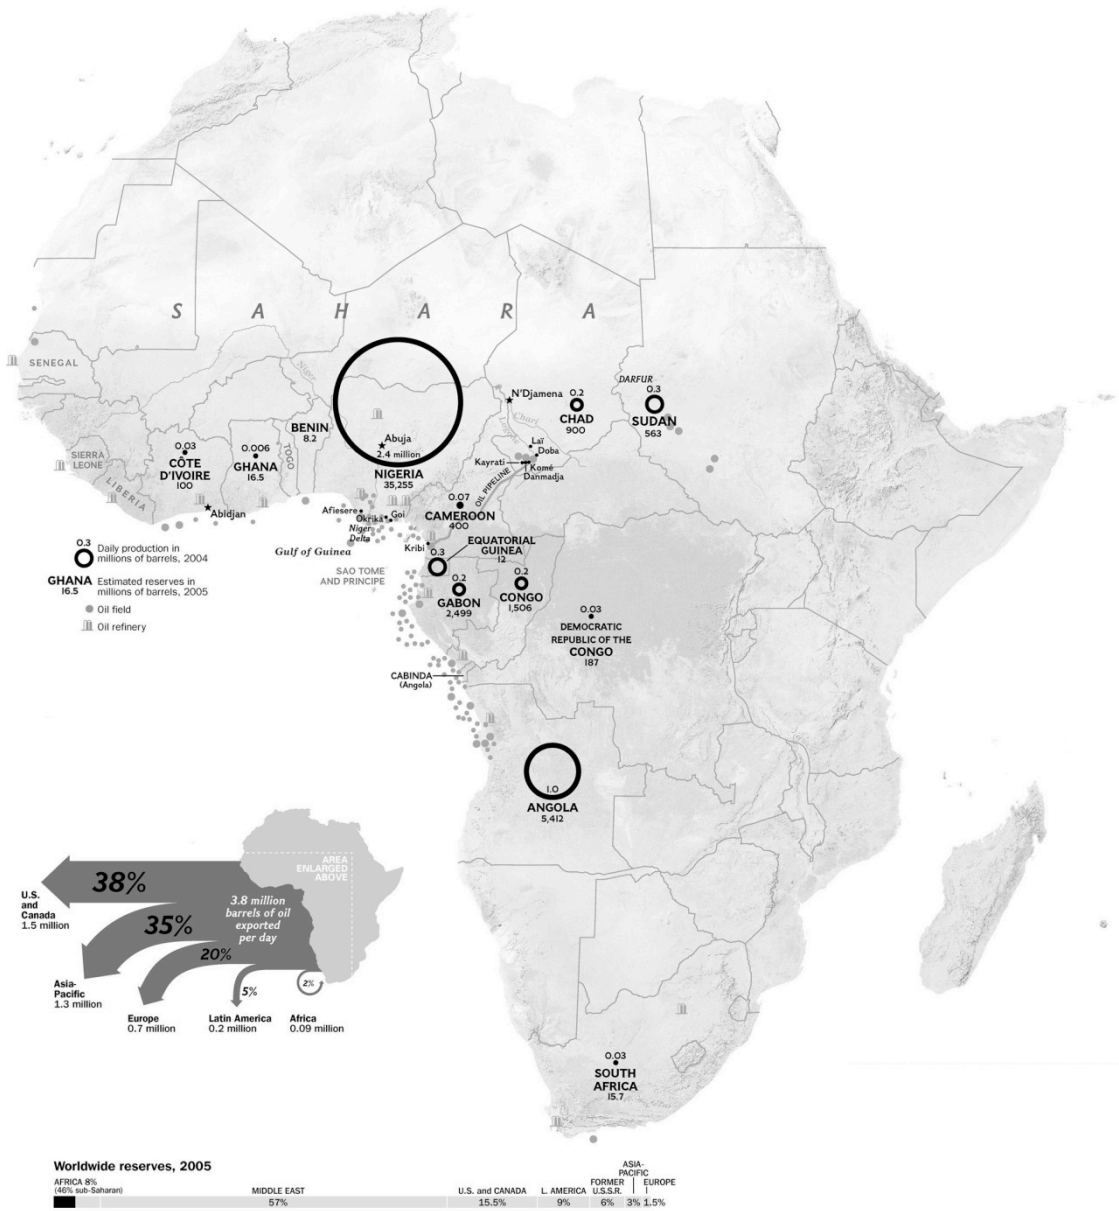 S A H A R A
SENEGAL
Niger
DARFUR
N'Djamena
0.2
CHAD
900
0.3
SUDAN
563
Chari
BENIN
8.2
Abuja
2.4 million
NIGERIA
35,255
Laï
Doba
Kayrati
Komé
Danmadja
OIL PIPELINE
SIERRA
LEONE
LIBERIA
0.03
CÔTE
D'IVOIRE
100
0.006
GHANA
16.5
TOGO
Abidjan
Afiesere
Okrika
Goi
Niger
Delta
Gulf of Guinea
0.07
CAMEROON
400
Kribi
EQUATORIAL
GUINEA
12
0.3
SAO TOME
AND PRINCIPE
0.2
GABON
2,499
0.2
CONGO
1,506
0.03
DEMOCRATIC
REPUBLIC OF THE
CONGO
187
0.3 Daily production in
millions of barrels, 2004
GHANA Estimated reserves in
16.5 millions of barrels, 2005
Oil field
Oil refinery
CABINDA
(Angola)
1.0
ANGOLA
5,412
AREA
ENLARGED
ABOVE
3.8 million
barrels of oil
exported
per day
38%
U.S.
and
Canada
1.5 million
35%
Asia-
Pacific
1.3 million
20%
Europe
0.7 million
5%
Latin America
0.2 million
2%
Africa
0.09 million
0.03
SOUTH
AFRICA
15.7
Worldwide reserves, 2005
AFRICA 8%
(46% sub-Saharan)
MIDDLE EAST
57%
U.S. and CANADA
15.5%
L. AMERICA
9%
FORMER
U.S.S.R.
6%
ASIA-
PACIFIC
3%
EUROPE
1.5%